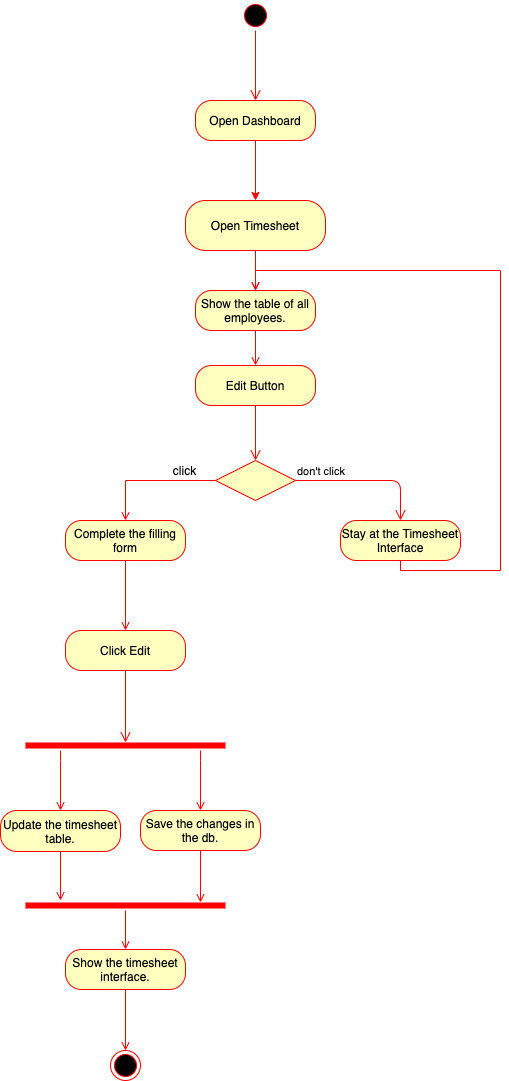 Open Dashboard
Open Timesheet
Show the table of all
employees.
Edit Button
click
don't click
Complete the filling
form
Stay at the Timesheet
Interface
Click Edit
Update the timesheet
table.
Save the changes in
the db.
Show the timesheet
interface.